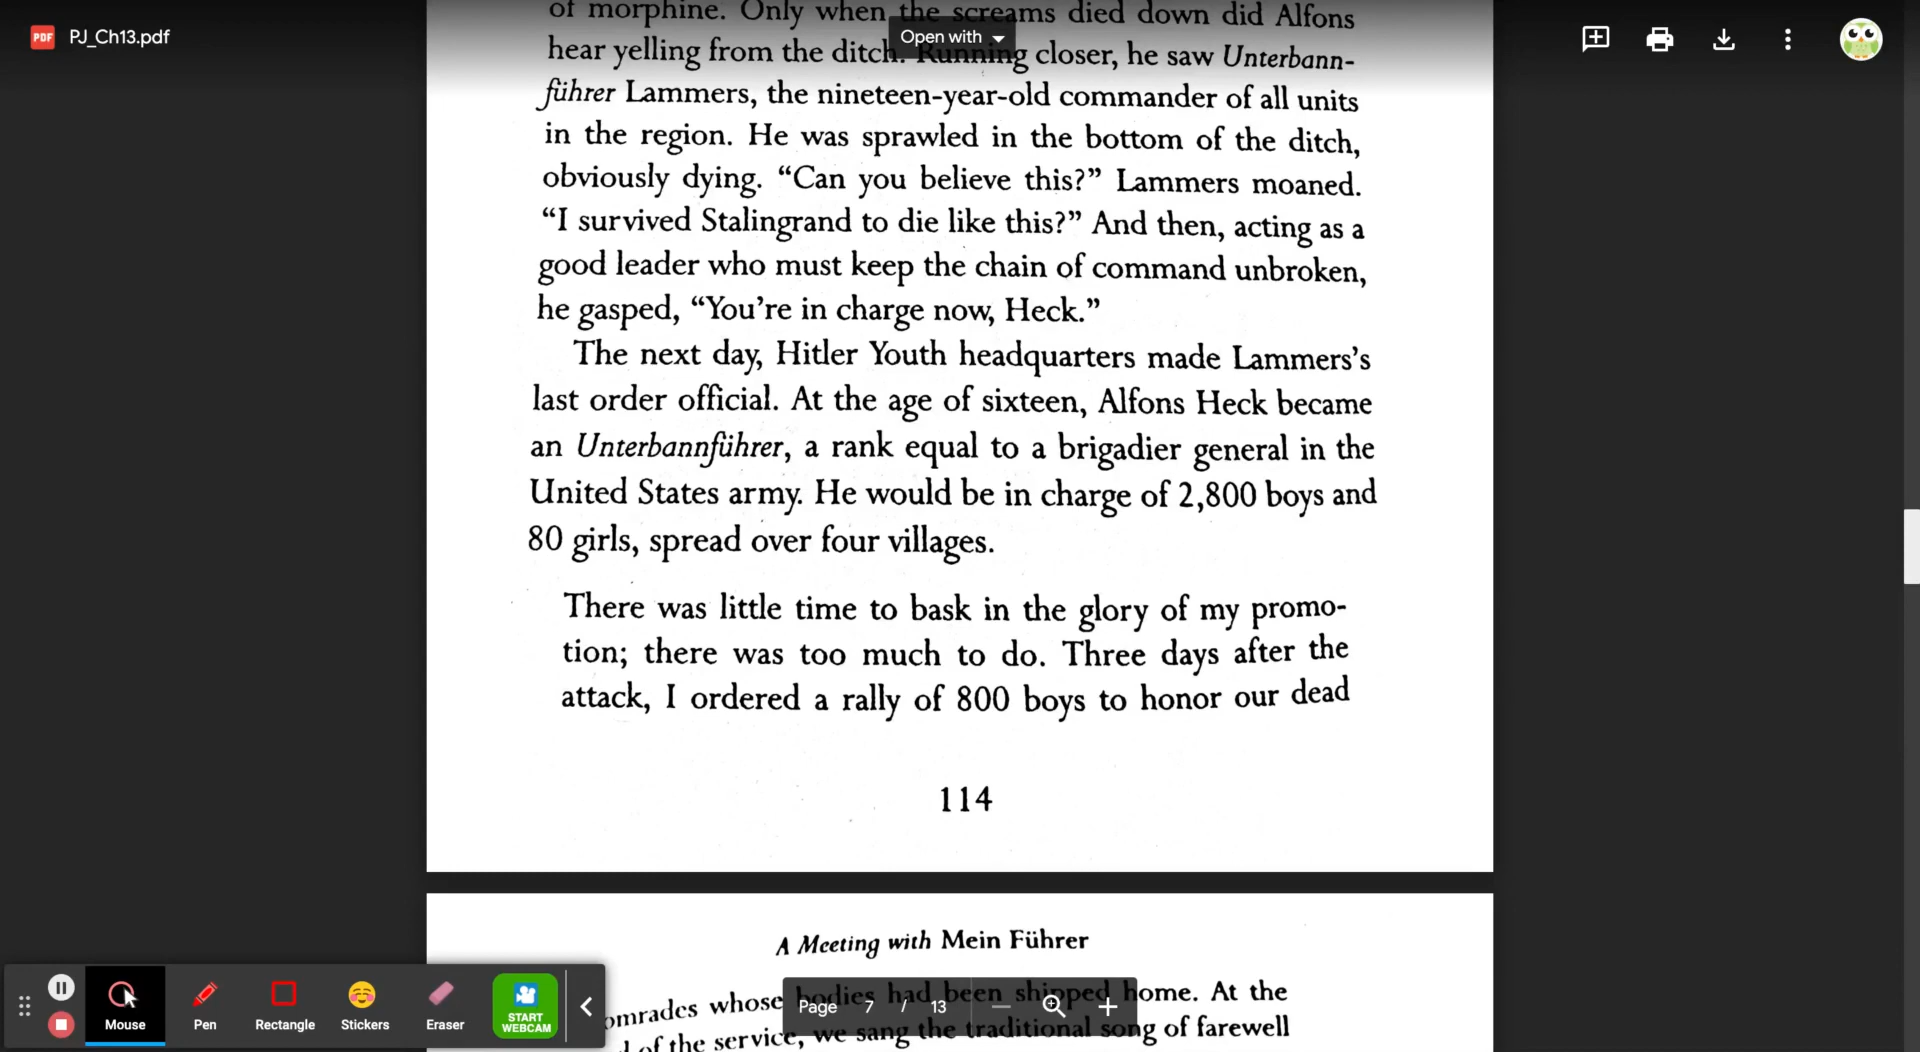 PDF PJ_Ch13.pdf
Open with
of morphine. Only when the screams died down did Alfons
hear yelling from the ditch. Running closer, he saw Unterbann-
führer Lammers, the nineteen-year-old commander of all units
in the region. He was sprawled in the bottom of the ditch,
obviously dying. “Can you believe this?” Lammers moaned.
“I survived Stalingrand to die like this?” And then, acting as a
good leader who must keep the chain of command unbroken,
he gasped, “You’re in charge now, Heck.”
The next day, Hitler Youth headquarters made Lammers’s
last order official. At the age of sixteen, Alfons Heck became
an Unterbannführer, a rank equal to a brigadier general in the
United States army. He would be in charge of 2,800 boys and
80 girls, spread over four villages.
There was little time to bask in the glory of my promo-
tion; there was too much to do. Three days after the
attack, I ordered a rally of 800 boys to honor our dead
114
A Meeting with Mein Führer
omrades whose bodies had been shipped home. At the
of the service, we sang the traditional song of farewell
Page 7 / 13
Mouse
Pen
Rectangle
Stickers
Eraser
START
WEBCAM